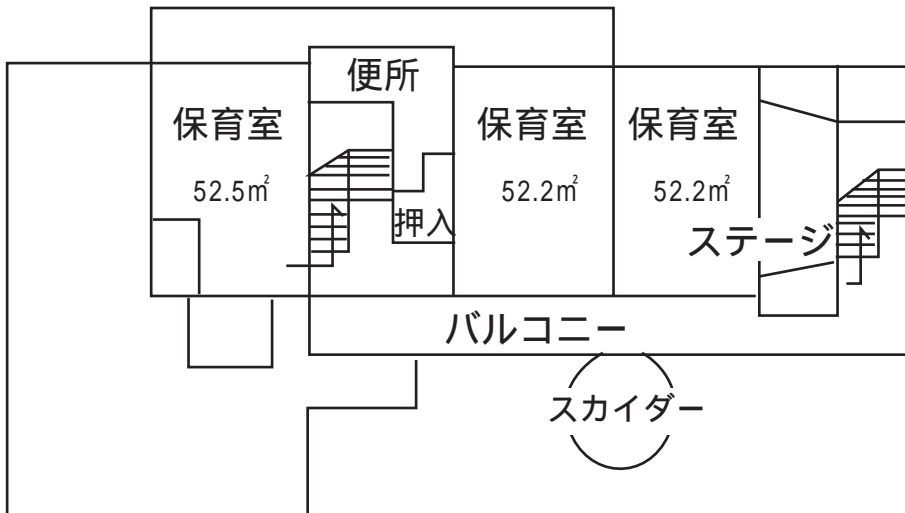 便所
保育室
52.5㎡
保育室
52.2㎡
保育室
52.2㎡
押入
ステージ
バルコニー
スカイダー